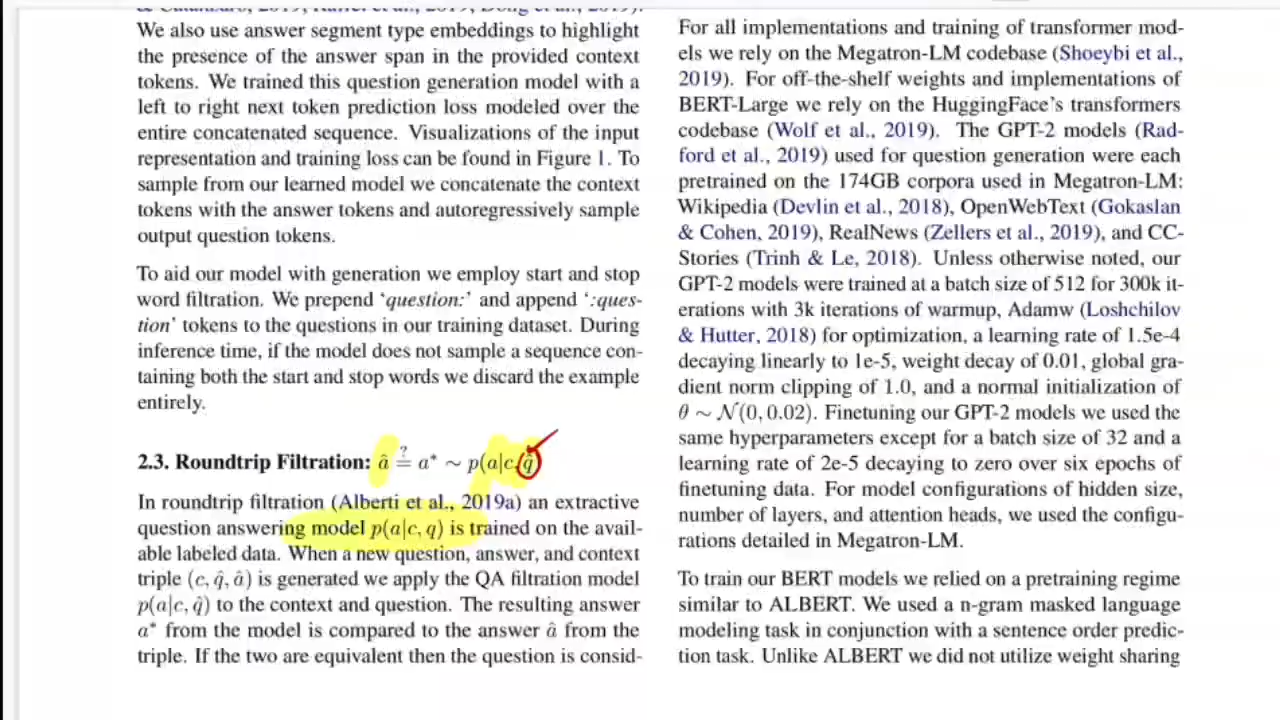 We also use answer segment type embeddings to highlight
the presence of the answer span in the provided context
tokens. We trained this question generation model with a
left to right next token prediction loss modeled over the
entire concatenated sequence. Visualizations of the input
representation and training loss can be found in Figure 1. To
sample from our learned model we concatenate the context
tokens with the answer tokens and autoregressively sample
output question tokens.
To aid our model with generation we employ start and stop
word filtration. We prepend ‘question:’ and append ‘:ques-
tion’ tokens to the questions in our training dataset. During
inference time, if the model does not sample a sequence con-
taining both the start and stop words we discard the example
entirely.
2.3. Roundtrip Filtration: â ≟ a* ∼ p(a|c, q̂)
In roundtrip filtration (Alberti et al., 2019a) an extractive
question answering model p(a|c, q) is trained on the avail-
able labeled data. When a new question, answer, and context
triple (c, q̂, â) is generated we apply the QA filtration model
p(a|c, q̂) to the context and question. The resulting answer
a* from the model is compared to the answer â from the
triple. If the two are equivalent then the question is consid-
For all implementations and training of transformer mod-
els we rely on the Megatron-LM codebase (Shoeybi et al.,
2019). For off-the-shelf weights and implementations of
BERT-Large we rely on the HuggingFace's transformers
codebase (Wolf et al., 2019). The GPT-2 models (Rad-
ford et al., 2019) used for question generation were each
pretrained on the 174GB corpora used in Megatron-LM:
Wikipedia (Devlin et al., 2018), OpenWebText (Gokaslan
& Cohen, 2019), RealNews (Zellers et al., 2019), and CC-
Stories (Trinh & Le, 2018). Unless otherwise noted, our
GPT-2 models were trained at a batch size of 512 for 300k it-
erations with 3k iterations of warmup, Adamw (Loshchilov
& Hutter, 2018) for optimization, a learning rate of 1.5e-4
decaying linearly to 1e-5, weight decay of 0.01, global gra-
dient norm clipping of 1.0, and a normal initialization of
θ ∼ 𝒩(0, 0.02). Finetuning our GPT-2 models we used the
same hyperparameters except for a batch size of 32 and a
learning rate of 2e-5 decaying to zero over six epochs of
finetuning data. For model configurations of hidden size,
number of layers, and attention heads, we used the configu-
rations detailed in Megatron-LM.
To train our BERT models we relied on a pretraining regime
similar to ALBERT. We used a n-gram masked language
modeling task in conjunction with a sentence order predic-
tion task. Unlike ALBERT we did not utilize weight sharing